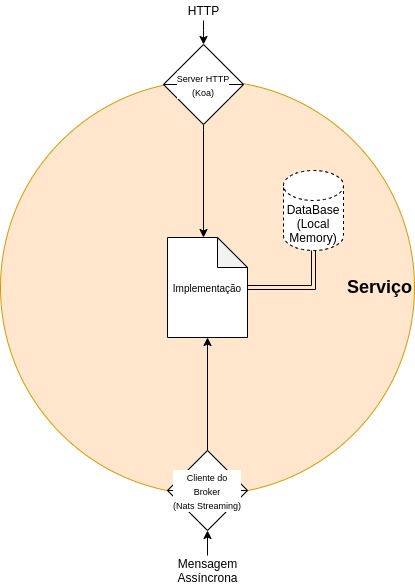 HTTP
Server HTTP
(Koa)
DataBase
(Local
Memory)
Implementação
Serviço
Cliente do
Broker
(Nats Streaming)
Mensagem
Assíncrona